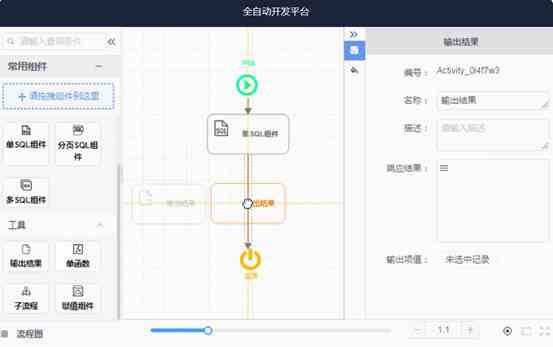 全自动开发平台
请输入查询条件
常用组件
请拖拽组件到这里
单SQL组件
分页SQL组件
多SQL组件
工具
输出结果
单函数
子流程
赋值组件
流程图
开始
SQL
单SQL组件
输出结果
出结果
结束
1.1
输出结果
编号： Activity_0i4f7w3
名称： 输出结果
描述： 请输入描述
响应结果：
输出项值： 未选中记录